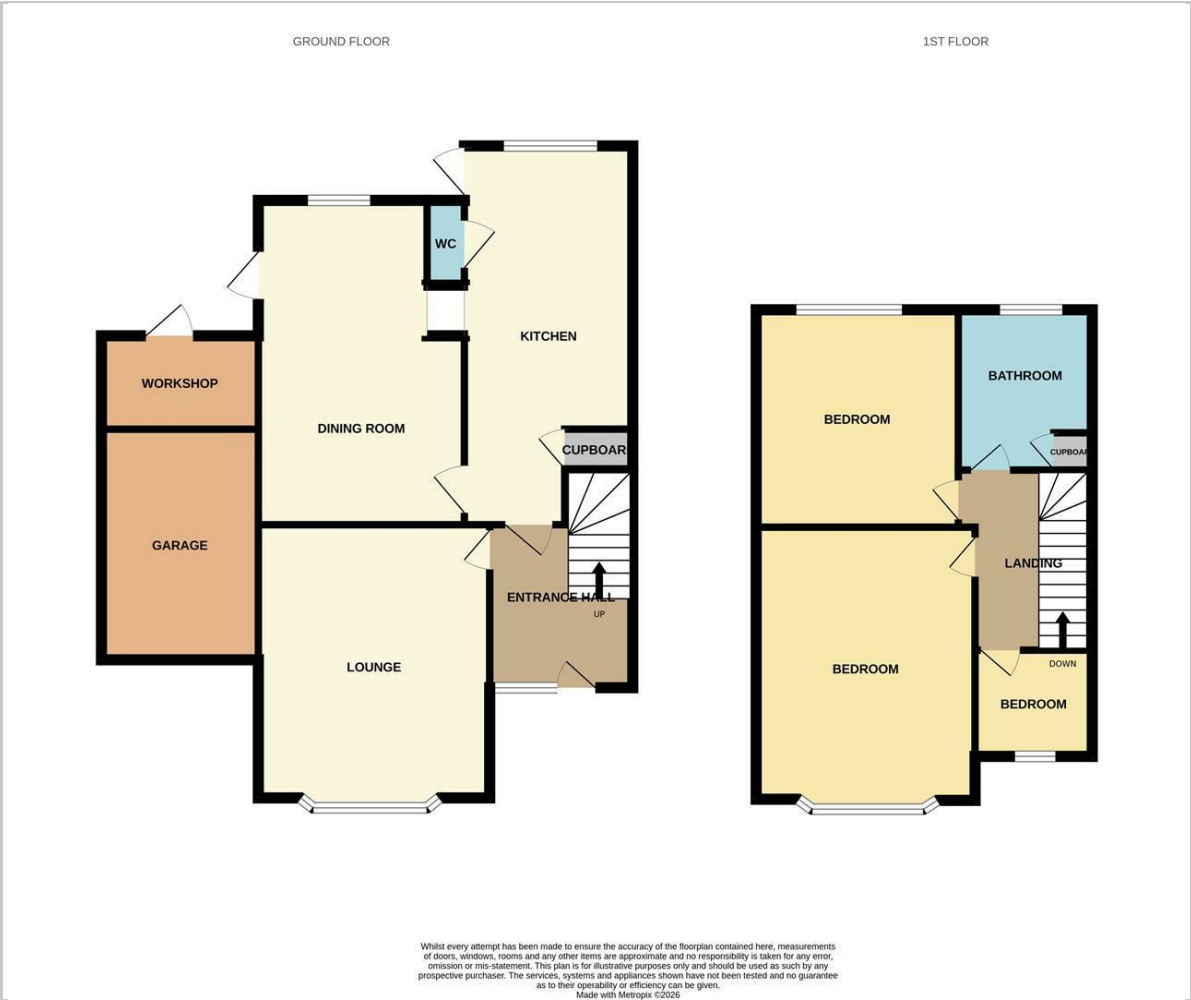 GROUND FLOOR
1ST FLOOR
WC
KITCHEN
WORKSHOP
DINING ROOM
CUPBOAR
GARAGE
ENTRANCE HALL
UP
LOUNGE
BATHROOM
BEDROOM
CUPBOAR
LANDING
DOWN
BEDROOM
BEDROOM
Whilst every attempt has been made to ensure the accuracy of the floorplan contained here, measurements
of doors, windows, rooms and any other items are approximate and no responsibility is taken for any error,
omission or mis-statement. This plan is for illustrative purposes only and should be used as such by any
prospective purchaser. The services, systems and appliances shown have not been tested and no guarantee
as to their operability or efficiency can be given.
Made with Metropix ©2026